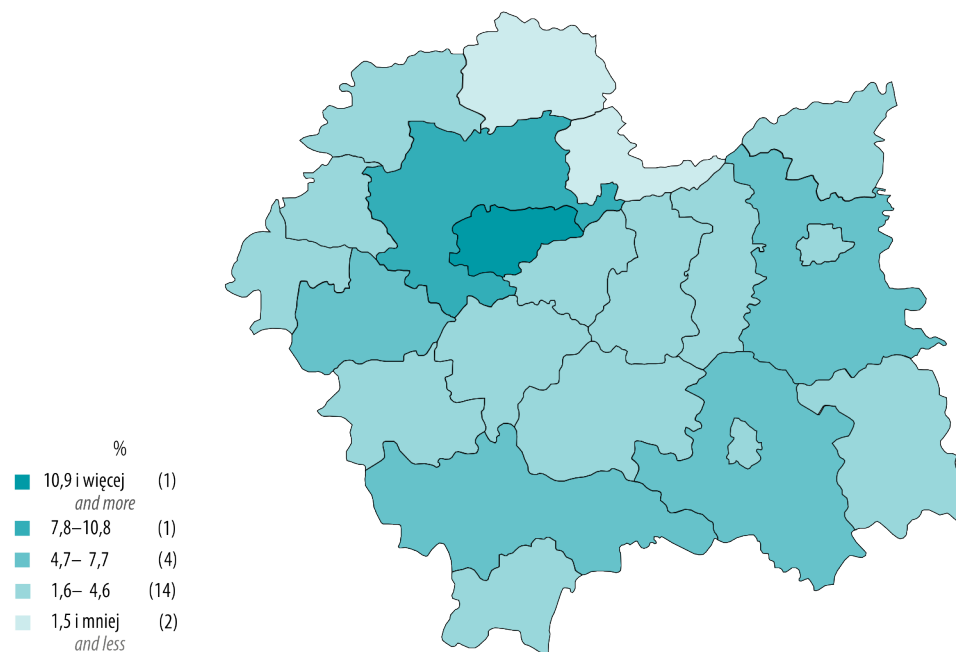 %
10,9 i więcej (1)
and more
7,8–10,8 (1)
4,7– 7,7 (4)
1,6– 4,6 (14)
1,5 i mniej (2)
and less